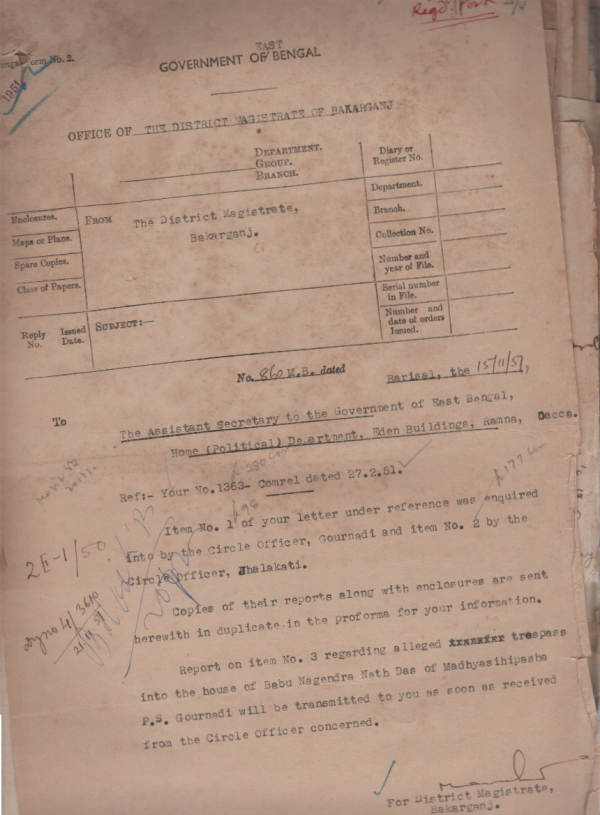 Form No. 2.
1951
EAST
GOVERNMENT OF BENGAL
OFFICE OF THE DISTRICT MAGISTRATE OF BAKARGANJ
DEPARTMENT.
GROUP.
BRANCH.
Diary or
Register No.
Department.
Branch.
Collection No.
Number and
year of File.
Serial number
in File.
Number and
date of orders
Issued.
Enclosures.
Maps or Plans.
Spare Copies.
Class of Papers.
FROM The District Magistrate,
Bakarganj.
Reply Issued
No. Date.
SUBJECT:—
No. 860 M.B. dated Barisal, the 15/11/51,
To
The Assistant Secretary to the Government of East Bengal,
Home (Political) Department, Eden Buildings, Ramna, Dacca.
Ref:- Your No.1363- Comrel dated 27.2.51.
Item No. 1 of your letter under reference was enquired
into by the Circle Officer, Gournadi and item No. 2 by the
Circle Officer, Jhalakati.
Copies of their reports along with enclosures are sent
herewith in duplicate in the proforma for your information.
Report on item No. 3 regarding alleged trespass
into the house of Babu Nagendra Nath Das of Madhyasihipasha
P.S. Gournadi will be transmitted to you as soon as received
from the Circle Officer concerned.
2I-1/50
For District Magistrate,
Bakarganj.